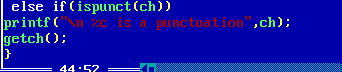 else if(ispunct(ch))
printf("\n %c is a punctuation",ch);
getch();
}
44:52